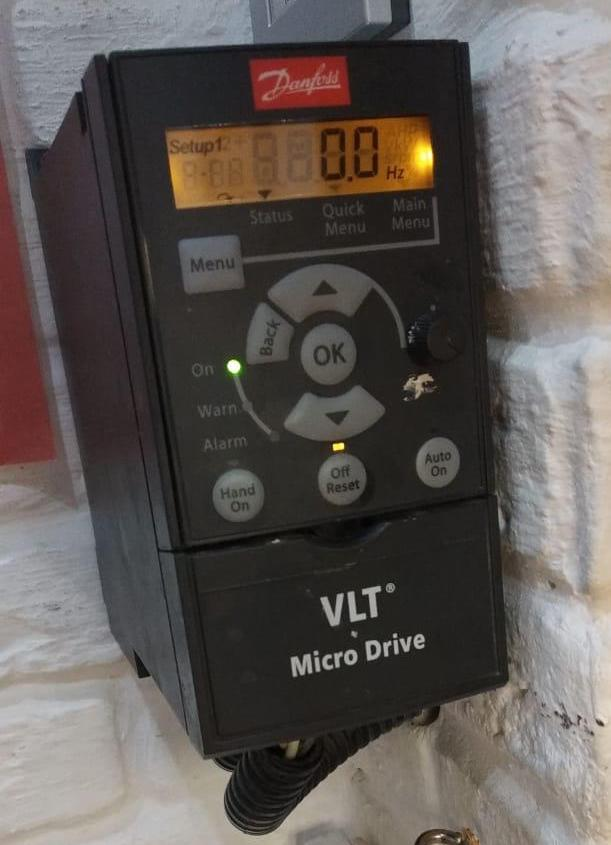 Danfoss
Setup1
0.0
Hz
Status
Quick
Menu
Main
Menu
Menu
Back
OK
On
Warn
Alarm
Hand
On
Off
Reset
Auto
On
VLT®
Micro Drive